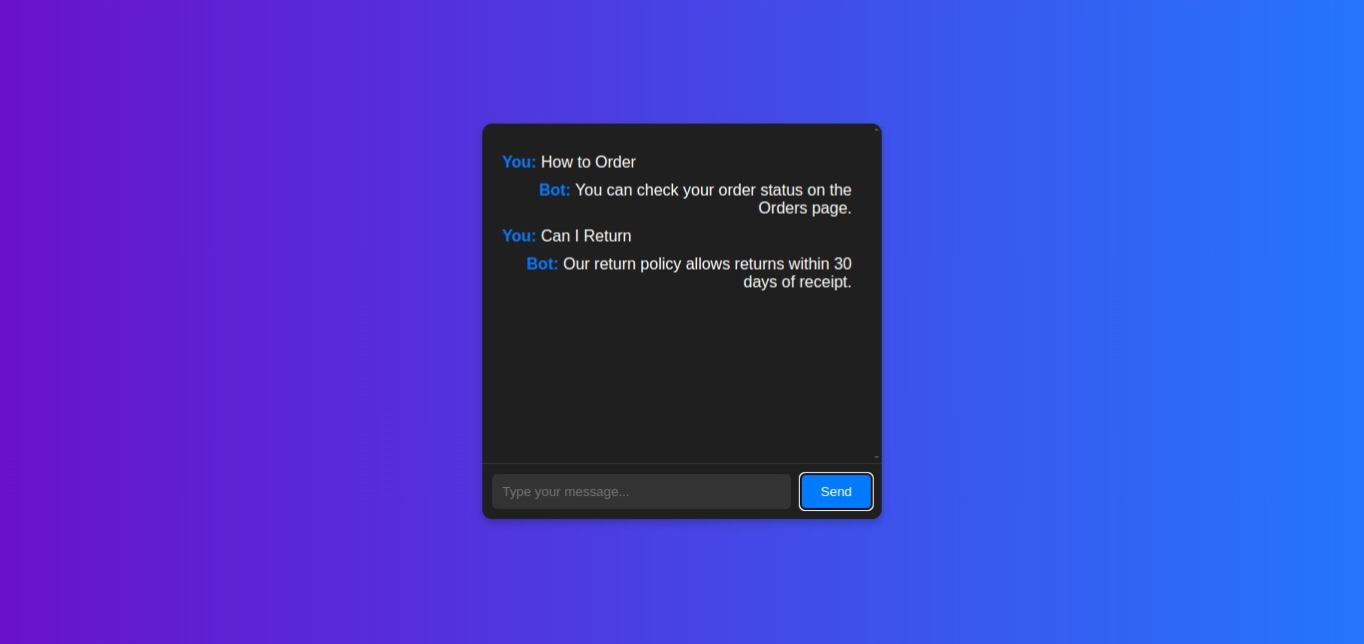 You: How to Order
Bot: You can check your order status on the
Orders page.
You: Can I Return
Bot: Our return policy allows returns within 30
days of receipt.
Type your message...
Send